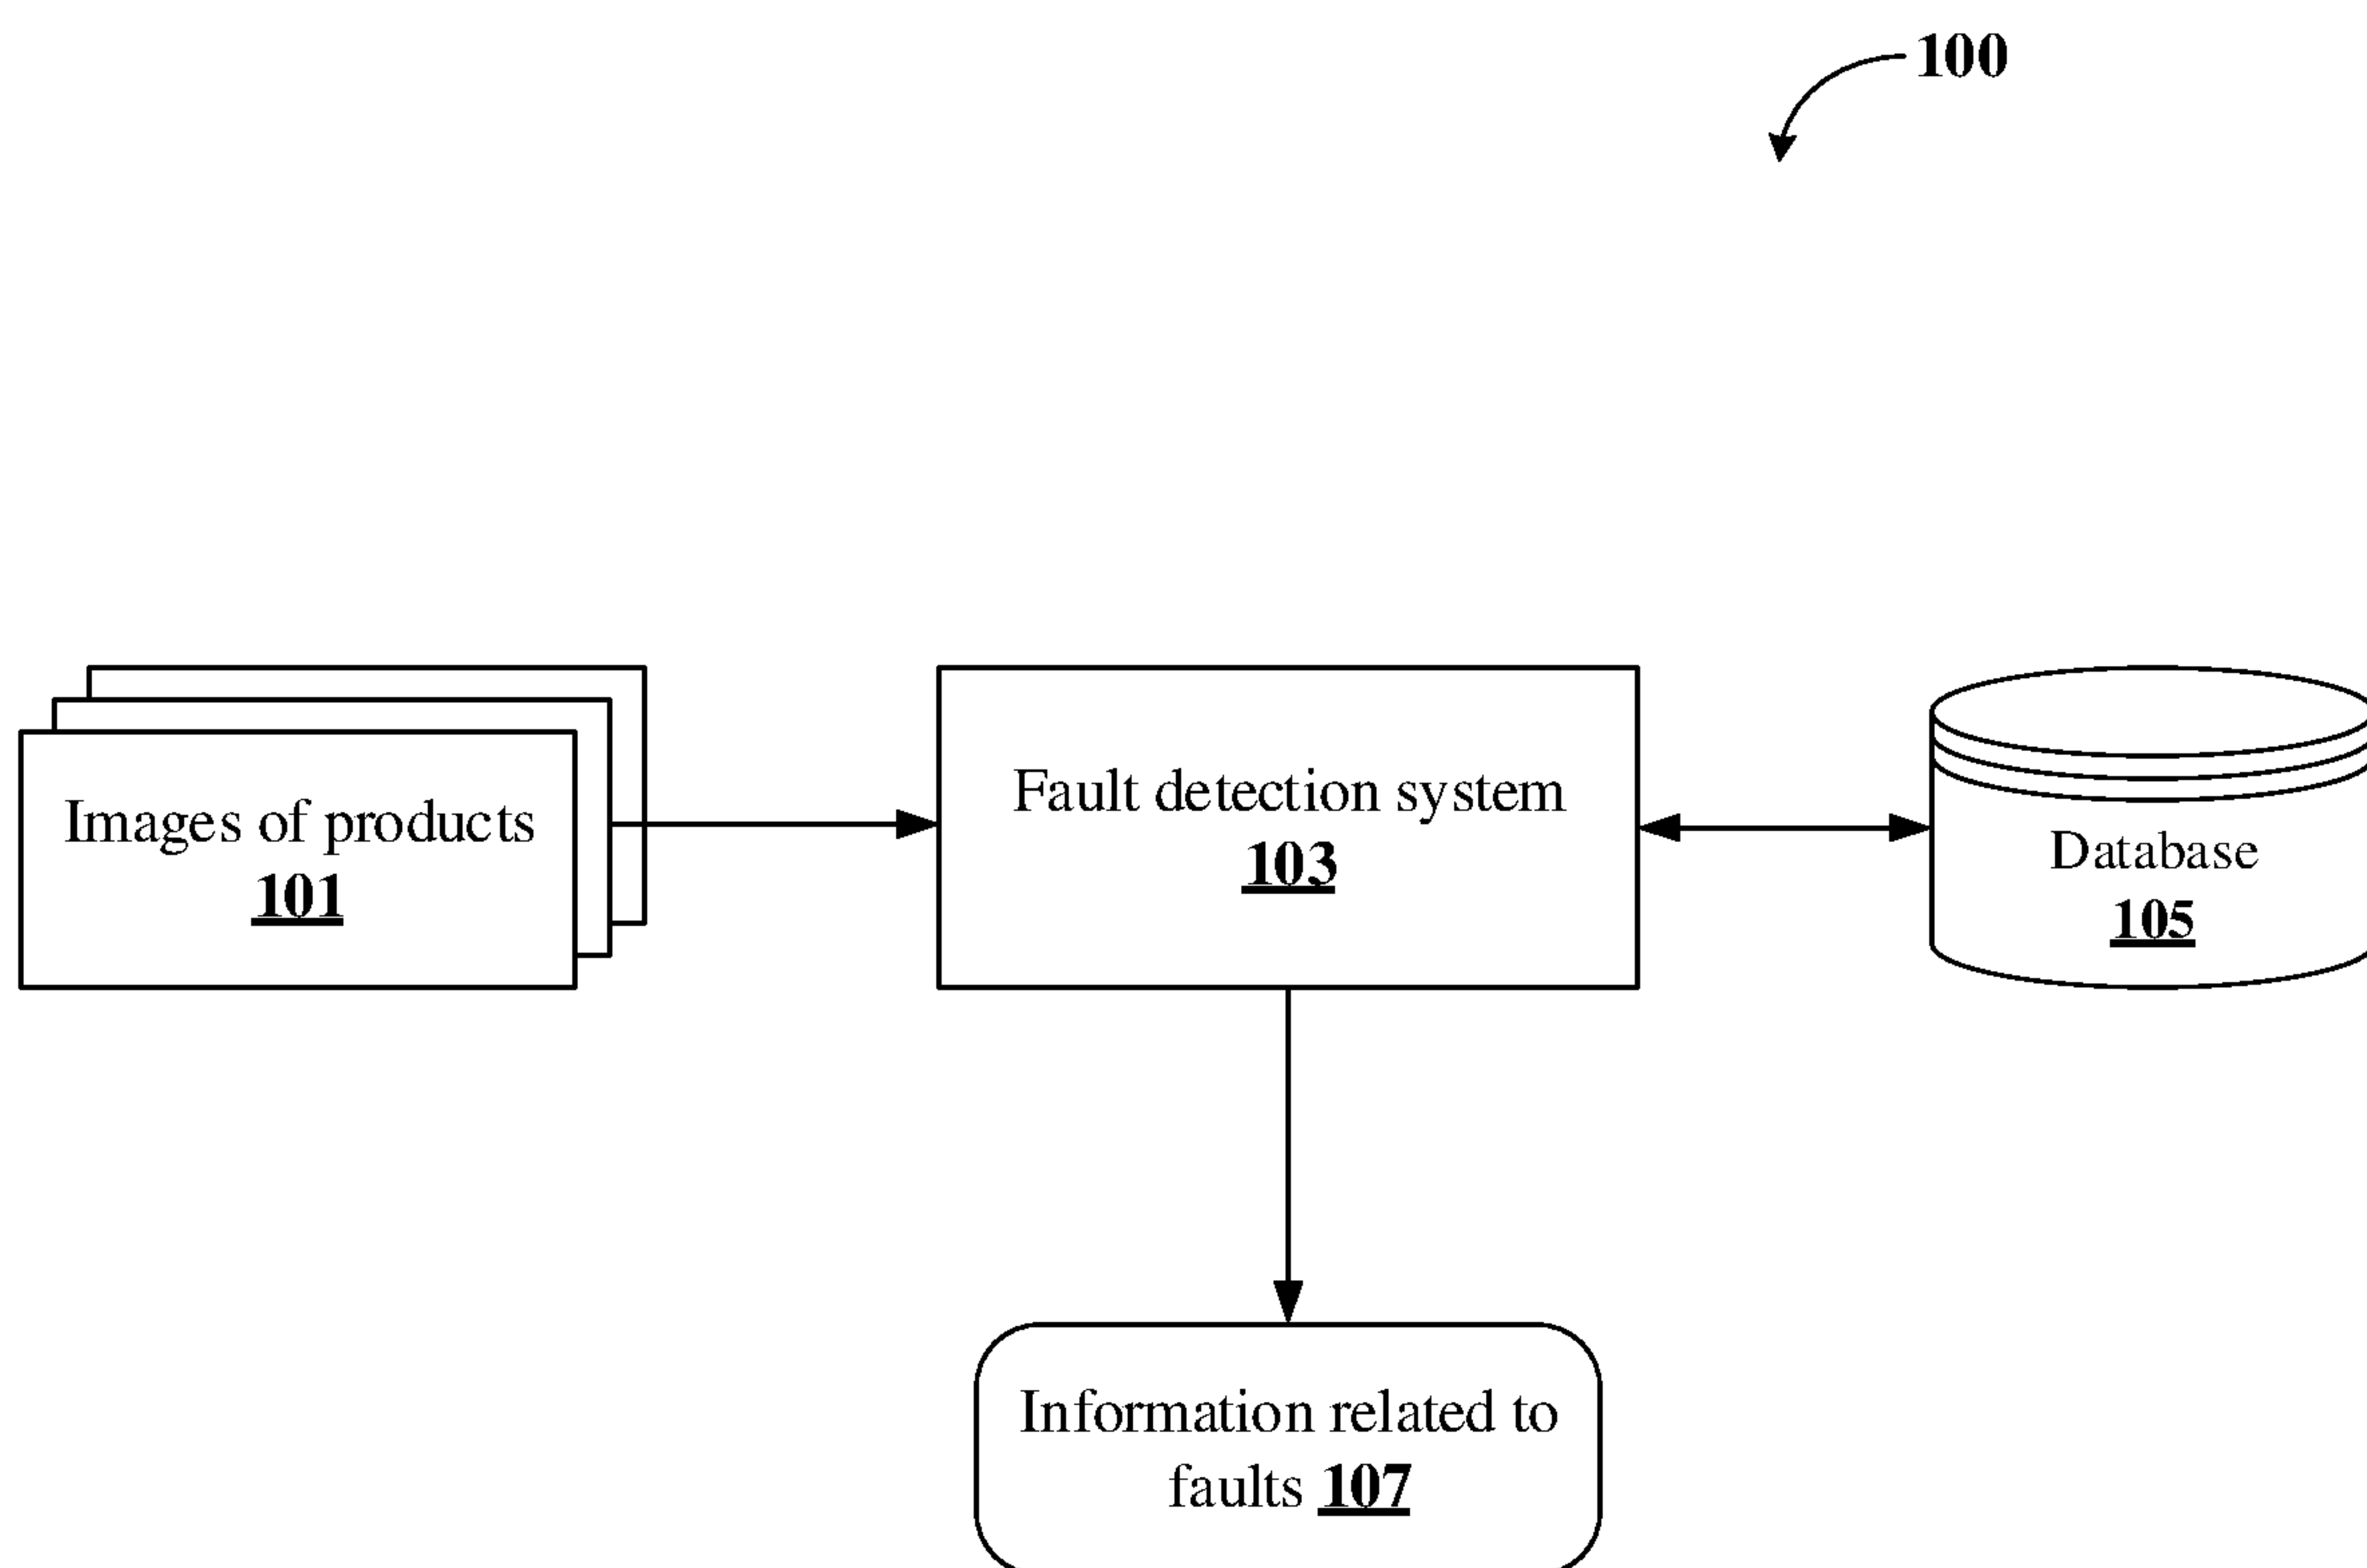 100
Images of products
101
Fault detection system
103
Database
105
Information related to
faults 107